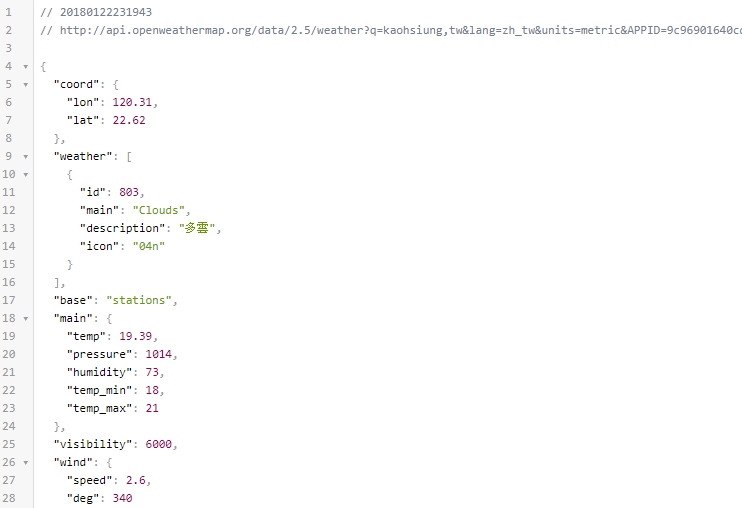 1 // 20180122231943
2 // http://api.openweathermap.org/data/2.5/weather?q=kaohsiung,tw&lang=zh_tw&units=metric&APPID=9c96901640cc
3
4 {
5 "coord": {
6 "lon": 120.31,
7 "lat": 22.62
8 },
9 "weather": [
10 {
11 "id": 803,
12 "main": "Clouds",
13 "description": "多雲",
14 "icon": "04n"
15 }
16 ],
17 "base": "stations",
18 "main": {
19 "temp": 19.39,
20 "pressure": 1014,
21 "humidity": 73,
22 "temp_min": 18,
23 "temp_max": 21
24 },
25 "visibility": 6000,
26 "wind": {
27 "speed": 2.6,
28 "deg": 340